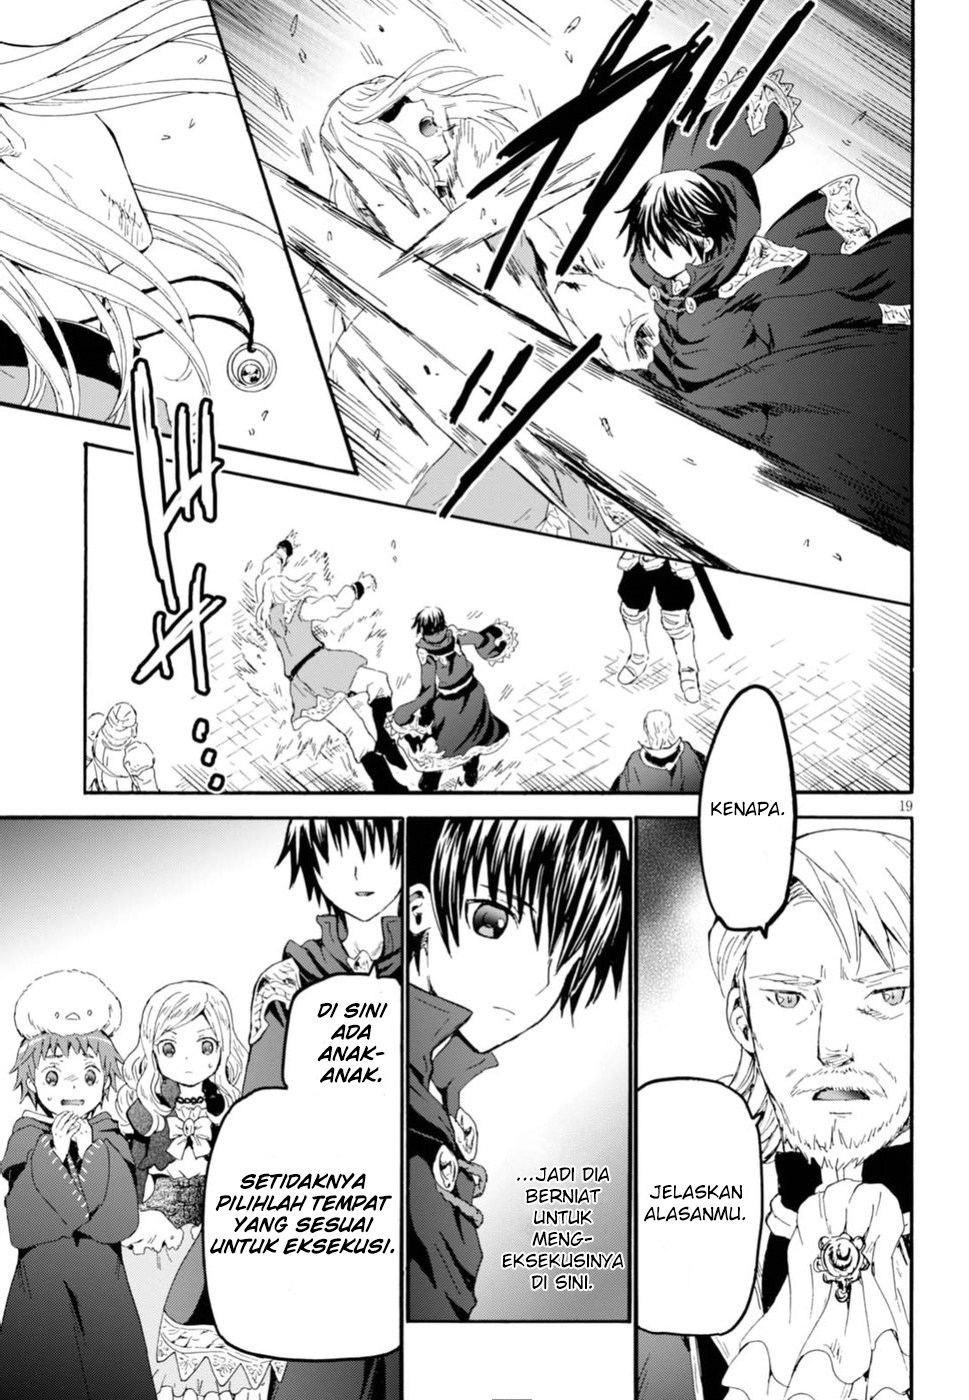 19
KENAPA.
JELASKAN
ALASANMU.
...JADI DIA
BERNIAT
UNTUK
MENG-
EKSEKUSINYA
DI SINI.
DI SINI
ADA
ANAK-
ANAK.
SETIDAKNYA
PILIHLAH TEMPAT
YANG SESUAI
UNTUK EKSEKUSI.